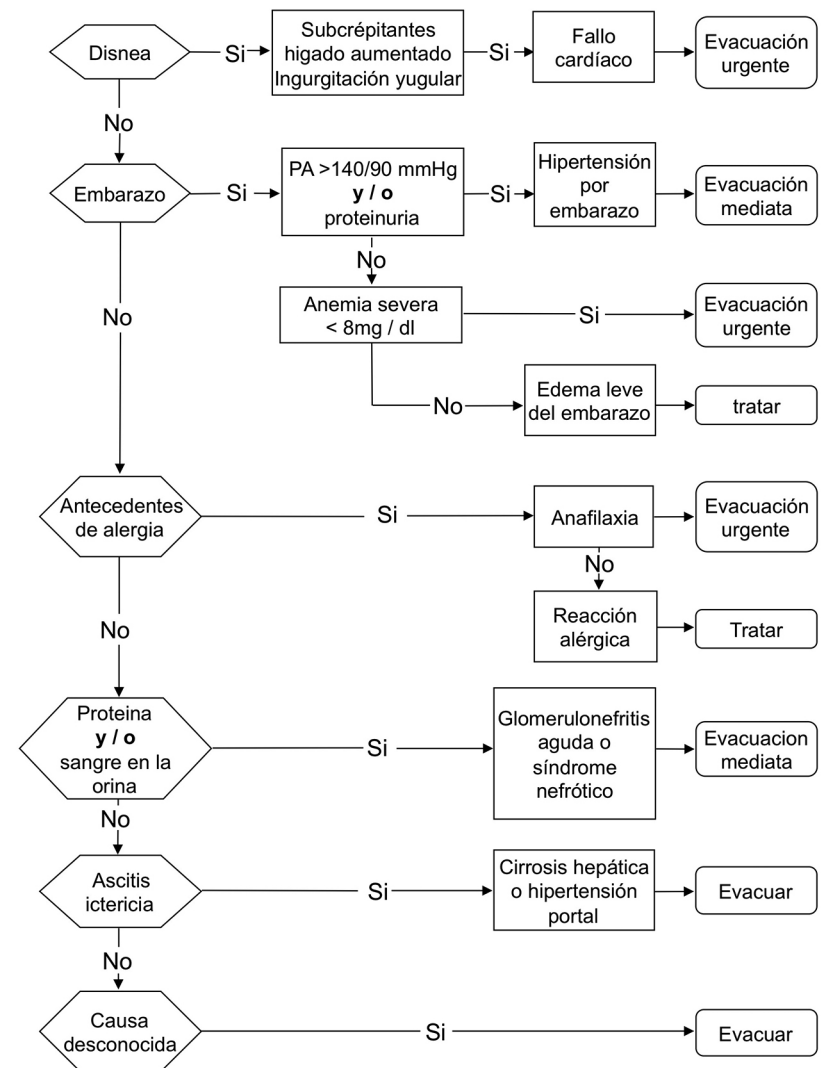 Disnea
Si
Subcrépitantes
higado aumentado
Ingurgitación yugular
Si
Fallo
cardíaco
Evacuación
urgente
No
Embarazo
Si
PA >140/90 mmHg
y / o
proteinuria
Si
Hipertensión
por
embarazo
Evacuación
mediata
No
Anemia severa
< 8mg / dl
Si
Evacuación
urgente
No
No
Edema leve
del embarazo
tratar
Antecedentes
de alergia
Si
Anafilaxia
Evacuación
urgente
No
Reacción
alérgica
Tratar
No
Proteina
y / o
sangre en la
orina
Si
Glomerulonefritis
aguda o
síndrome
nefrótico
Evacuacion
mediata
No
Ascitis
ictericia
Si
Cirrosis hepática
o hipertensión
portal
Evacuar
No
Causa
desconocida
Si
Evacuar